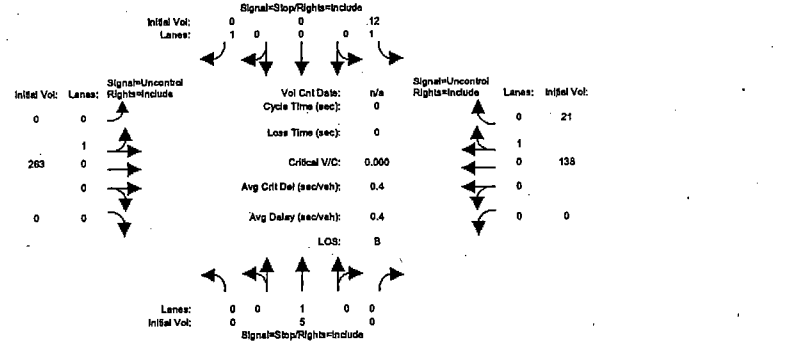 Signal=Stop/Rights=Include
Initial Vol: 0 0 12
Lanes: 1 0 0 0 1
Signal=Uncontrol
Initial Vol: Lanes: Rights=Include
Vol Cnt Date: n/a
Signal=Uncontrol
Rights=Include Lanes: Initial Vol:
Cycle Time (sec): 0
0 0
0 21
Loss Time (sec): 0
1
1
263 0
Critical V/C: 0.000
0 138
0
Avg Crit Del (sec/veh): 0.4
0
0 0
Avg Delay (sec/veh): 0.4
0 0
LOS: B
Lanes: 0 0 1 0 0
Initial Vol: 0 5 0
Signal=Stop/Rights=Include